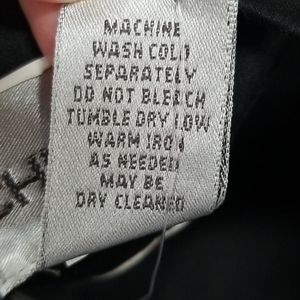 MACHINE
WASH COLD
SEPARATELY
DO NOT BLEACH
TUMBLE DRY LOW
WARM IRON
AS NEEDED
MAY BE
DRY CLEANED